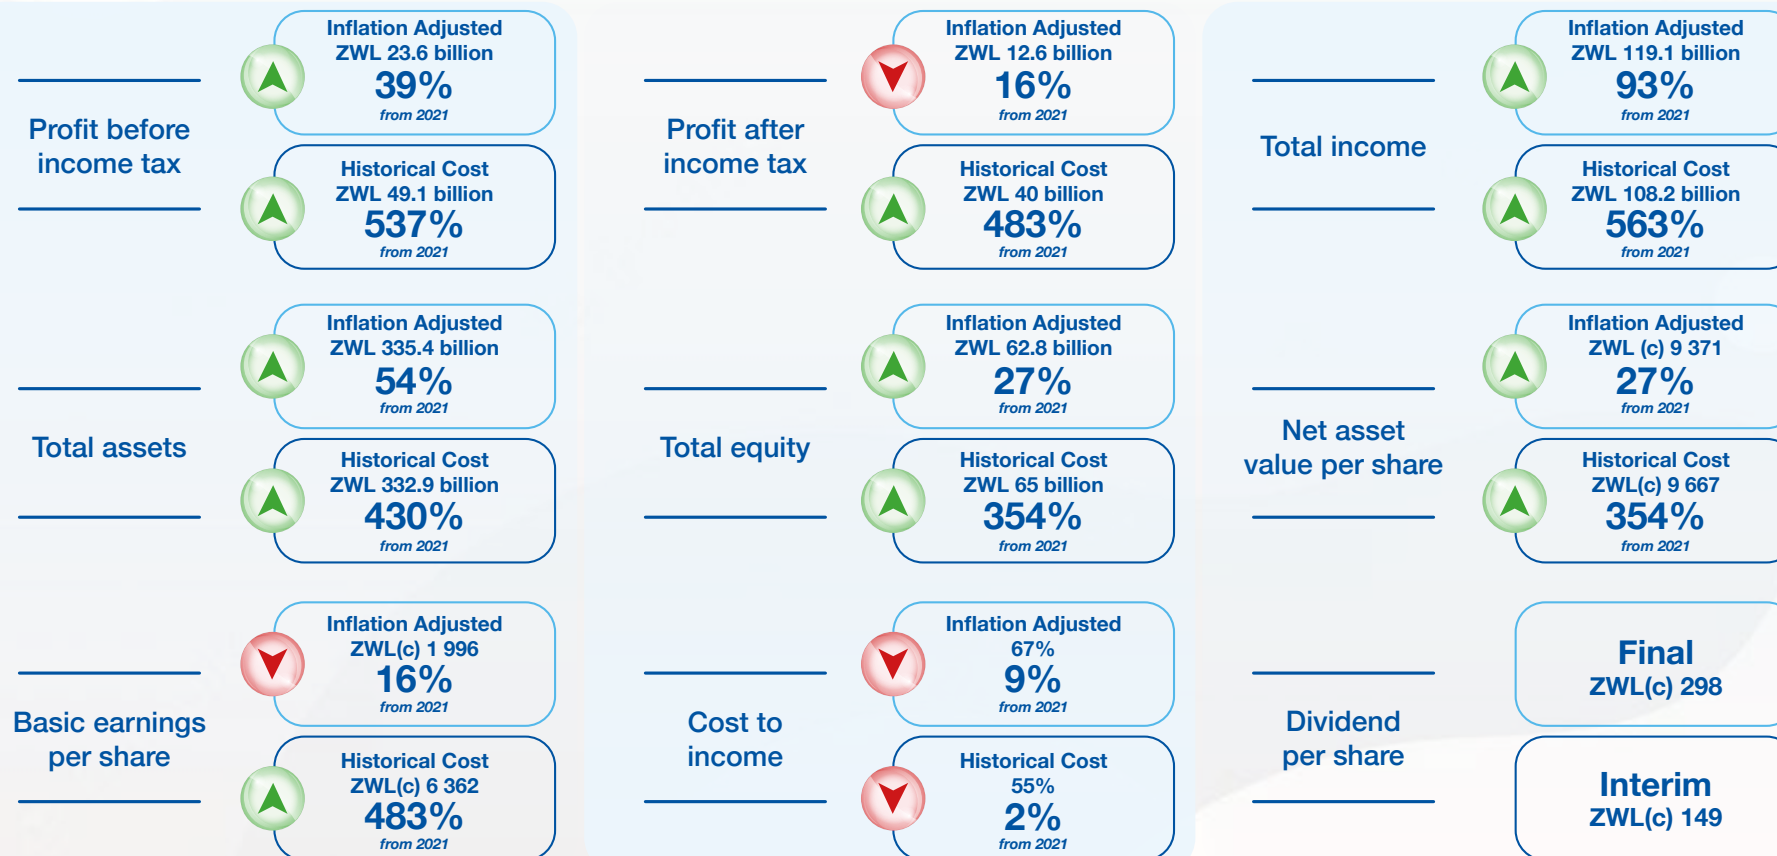 Profit before
income tax
Inflation Adjusted
ZWL 23.6 billion
39%
from 2021
Historical Cost
ZWL 49.1 billion
537%
from 2021
Profit after
income tax
Inflation Adjusted
ZWL 12.6 billion
16%
from 2021
Historical Cost
ZWL 40 billion
483%
from 2021
Total income
Inflation Adjusted
ZWL 119.1 billion
93%
from 2021
Historical Cost
ZWL 108.2 billion
563%
from 2021
Total assets
Inflation Adjusted
ZWL 335.4 billion
54%
from 2021
Historical Cost
ZWL 332.9 billion
430%
from 2021
Total equity
Inflation Adjusted
ZWL 62.8 billion
27%
from 2021
Historical Cost
ZWL 65 billion
354%
from 2021
Net asset
value per share
Inflation Adjusted
ZWL (c) 9 371
27%
from 2021
Historical Cost
ZWL(c) 9 667
354%
from 2021
Basic earnings
per share
Inflation Adjusted
ZWL(c) 1 996
16%
from 2021
Historical Cost
ZWL(c) 6 362
483%
from 2021
Cost to
income
Inflation Adjusted
67%
9%
from 2021
Historical Cost
55%
2%
from 2021
Dividend
per share
Final
ZWL(c) 298
Interim
ZWL(c) 149